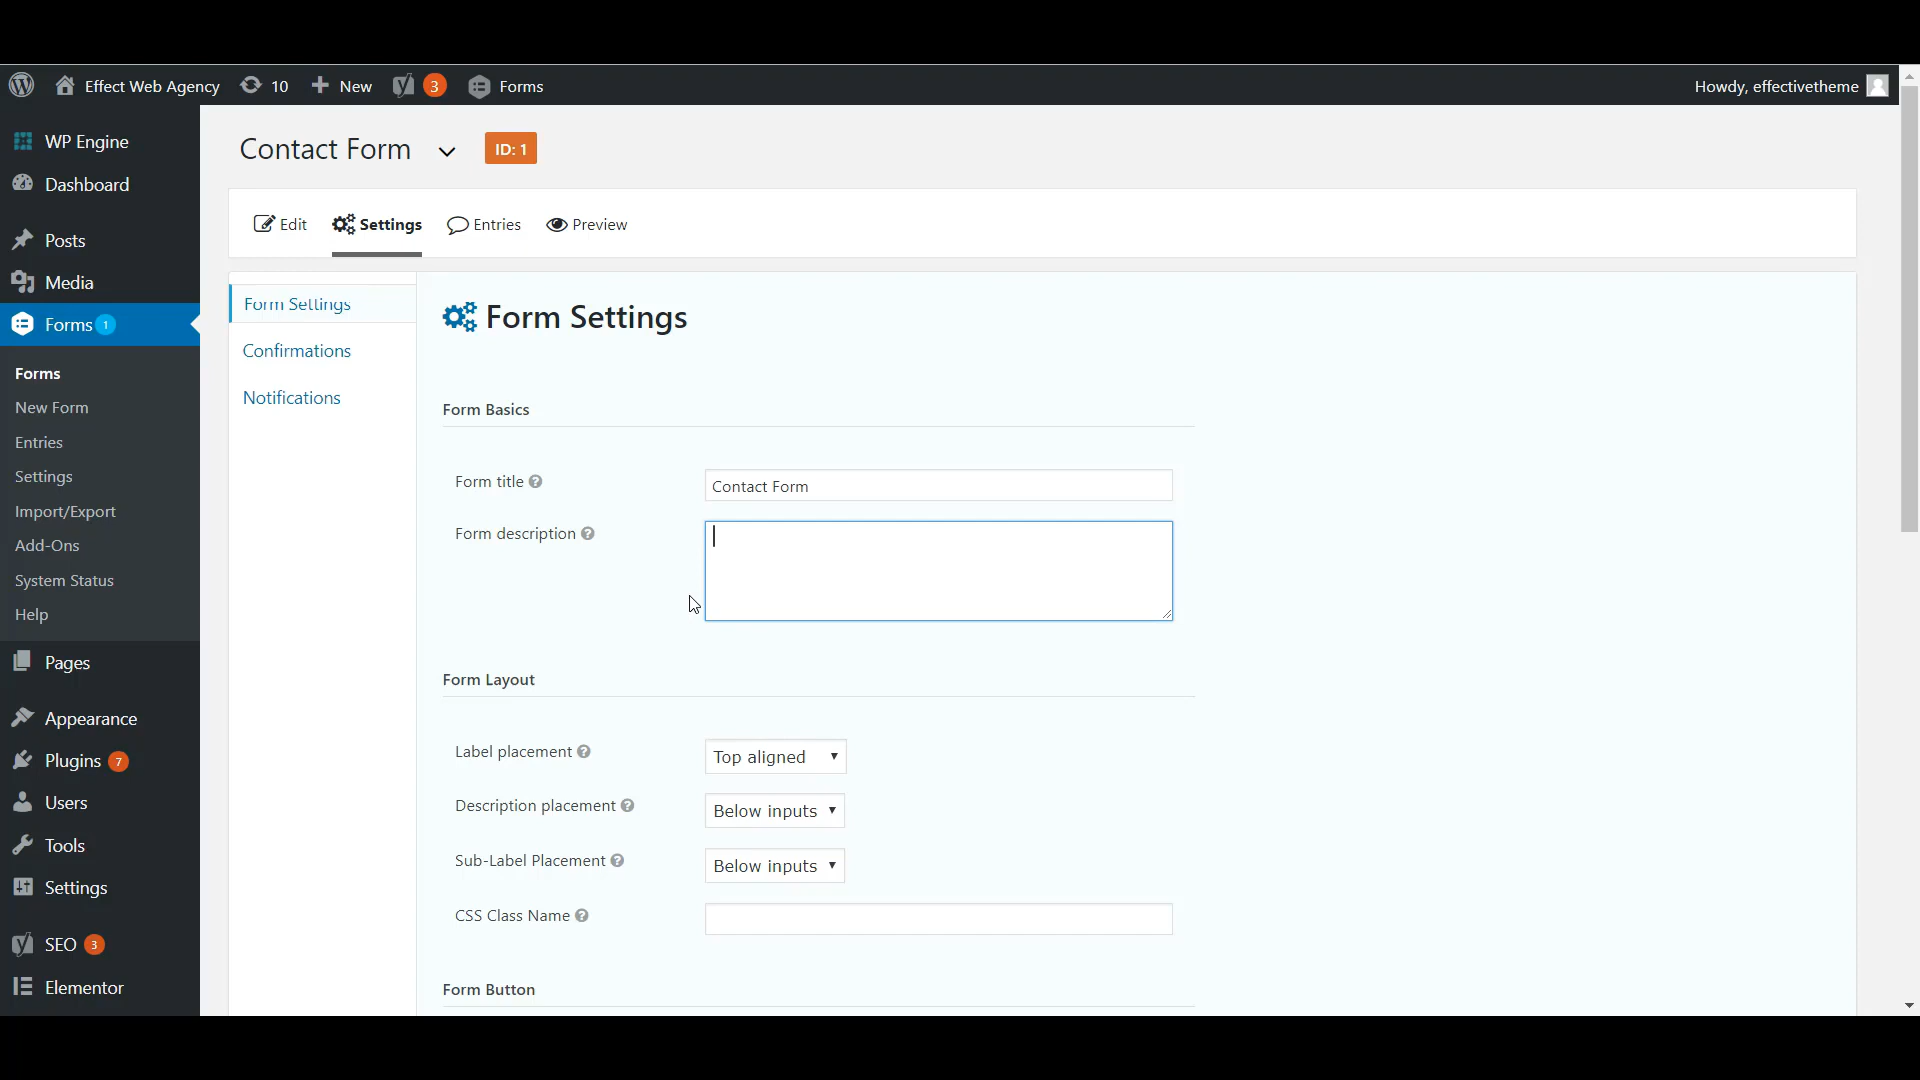 Effect Web Agency 10 New 3 Forms Howdy, effectivetheme
WP Engine
Dashboard
Posts
Media
Forms 1
Forms
New Form
Entries
Settings
Import/Export
Add-Ons
System Status
Help
Pages
Appearance
Plugins 7
Users
Tools
Settings
SEO 3
Elementor
Contact Form ID: 1
Edit Settings Entries Preview
Form Settings
Confirmations
Notifications
Form Settings
Form Basics
Form title ? Contact Form
Form description ?
Form Layout
Label placement ? Top aligned
Description placement ? Below inputs
Sub-Label Placement ? Below inputs
CSS Class Name ?
Form Button